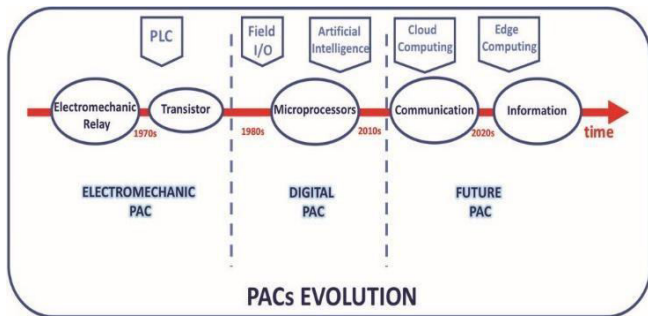 PLC
Field
I/O
Artificial
Intelligence
Cloud
Computing
Edge
Computing
Electromechanic
Relay
Transistor
Microprocessors
Communication
Information
1970s
1980s
2010s
2020s
time
ELECTROMECHANIC
PAC
DIGITAL
PAC
FUTURE
PAC
PACs EVOLUTION